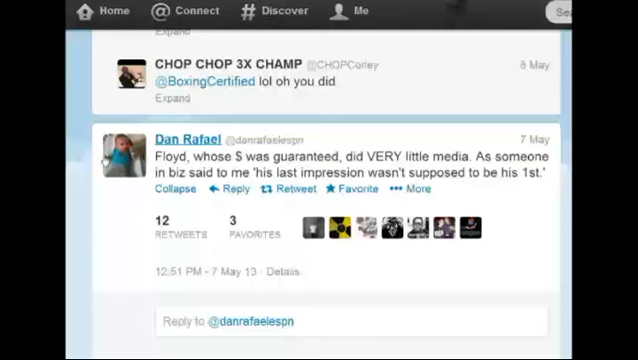 Home
Connect
Discover
Me
Expand
CHOP CHOP 3X CHAMP @CHOPCorley
8 May
@BoxingCertified lol oh you did
Expand
Dan Rafael @danrafaelespn
7 May
Floyd, whose $ was guaranteed, did VERY little media. As someone
in biz said to me 'his last impression wasn't supposed to be his 1st.'
Collapse Reply Retweet Favorite More
12
3
RETWEETS
FAVORITES
12:51 PM - 7 May 13 · Details
Reply to @danrafaelespn